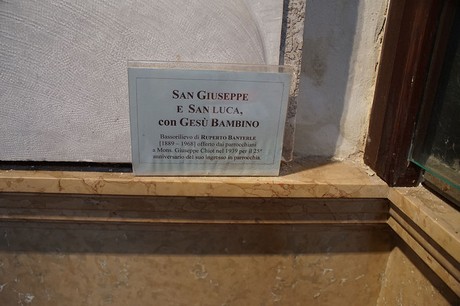 SAN GIUSEPPE
E SAN LUCA,
con GESÙ BAMBINO
Bassorilievo di RUPERTO BANTERLE
[1889 – 1968] offerto dai parrocchiani
a Mons. Giuseppe Chiot nel 1939 per il 25°
anniversario del suo ingresso in parrocchia